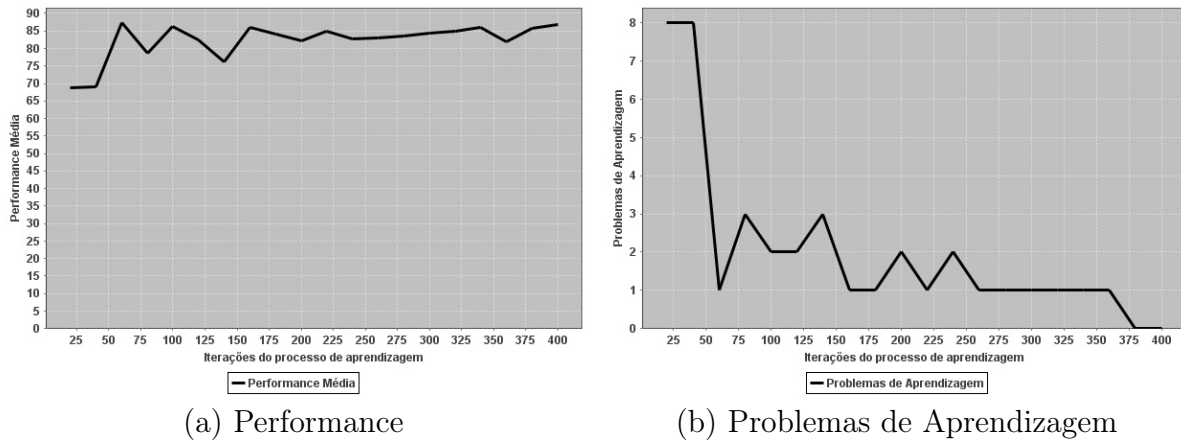 90
85
80
75
70
65
60
55
50
45
40
35
30
25
20
15
10
5
0
Performance Média
25 50 75 100 125 150 175 200 225 250 275 300 325 350 375 400
Iterações do processo de aprendizagem
Performance Média
(a) Performance
8
7
6
5
4
3
2
1
0
Problemas de Aprendizagem
25 50 75 100 125 150 175 200 225 250 275 300 325 350 375 400
Iterações do processo de aprendizagem
Problemas de Aprendizagem
(b) Problemas de Aprendizagem